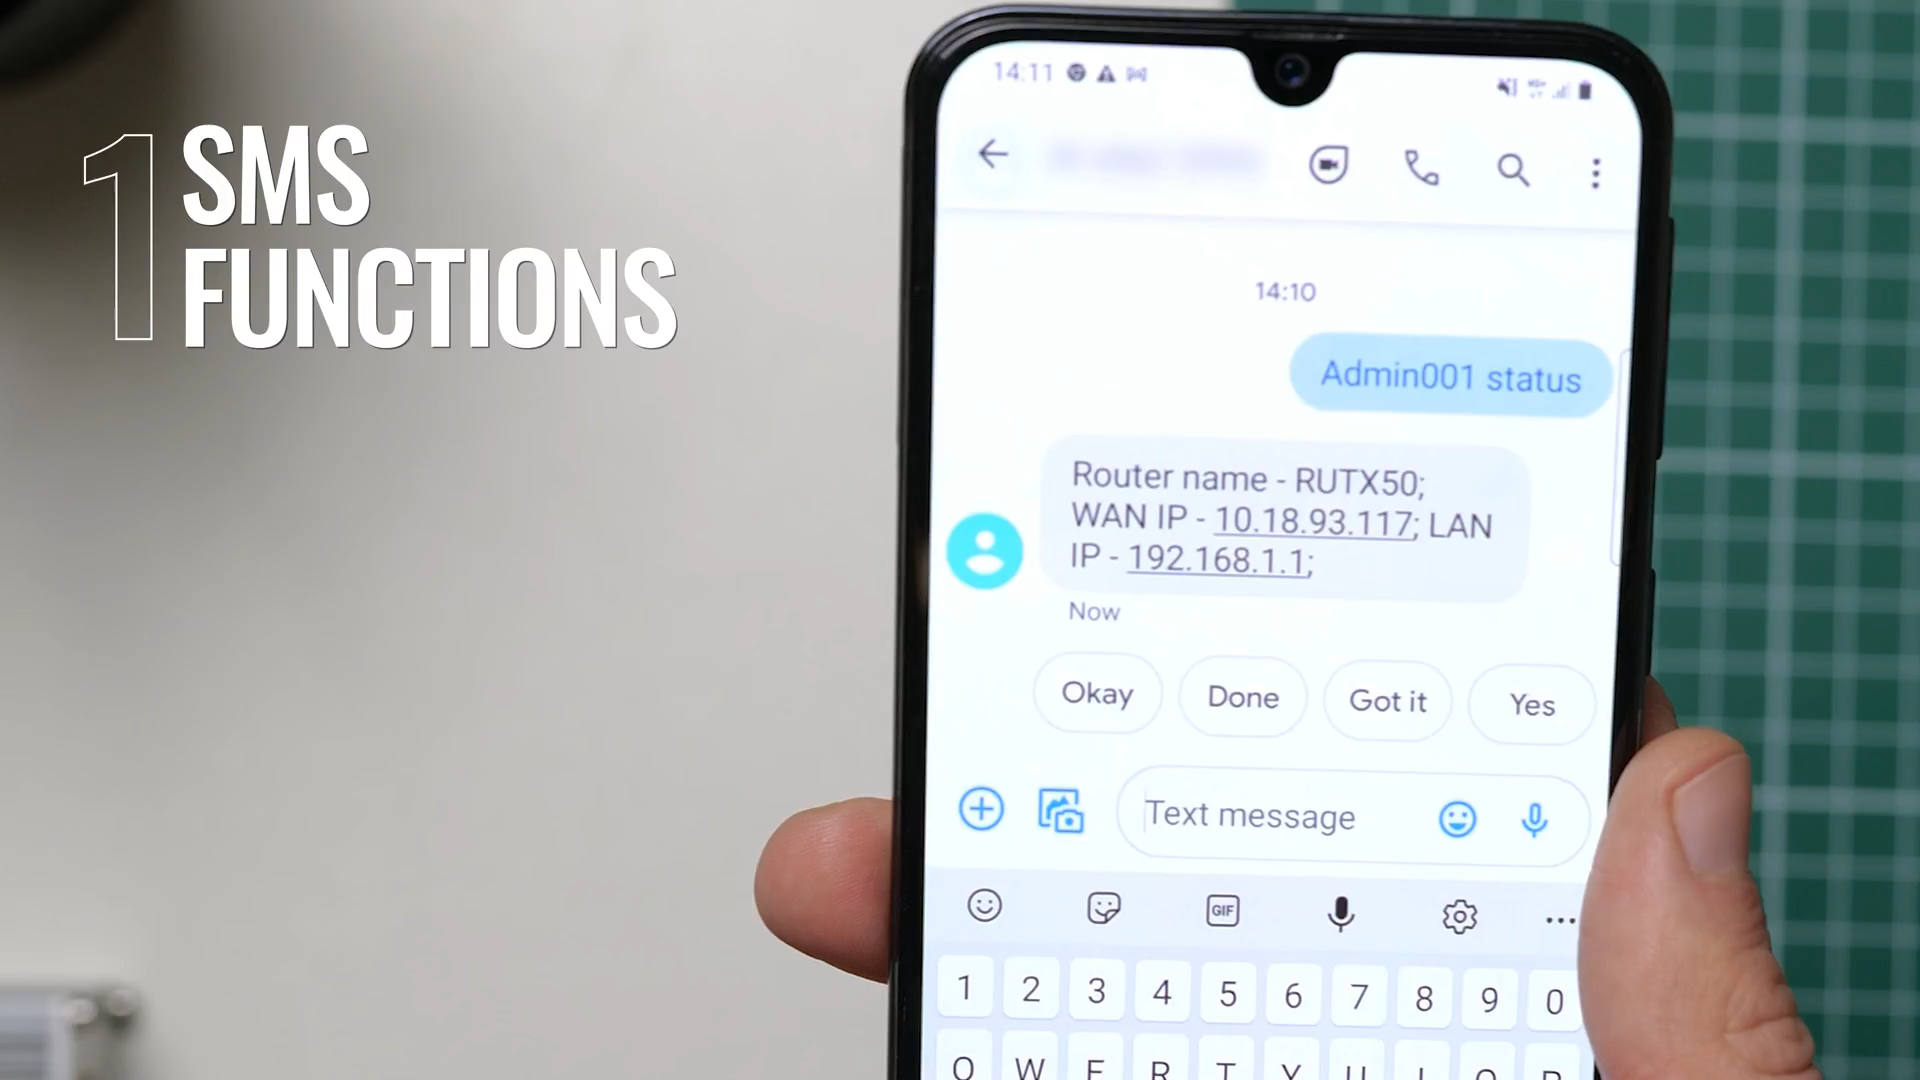 1 SMS
FUNCTIONS
14:11
14:10
Admin001 status
Router name - RUTX50;
WAN IP - 10.18.93.117; LAN
IP - 192.168.1.1;
Now
Okay Done Got it Yes
Text message
GIF
1 2 3 4 5 6 7 8 9 0
Q W E R T Y U I O P